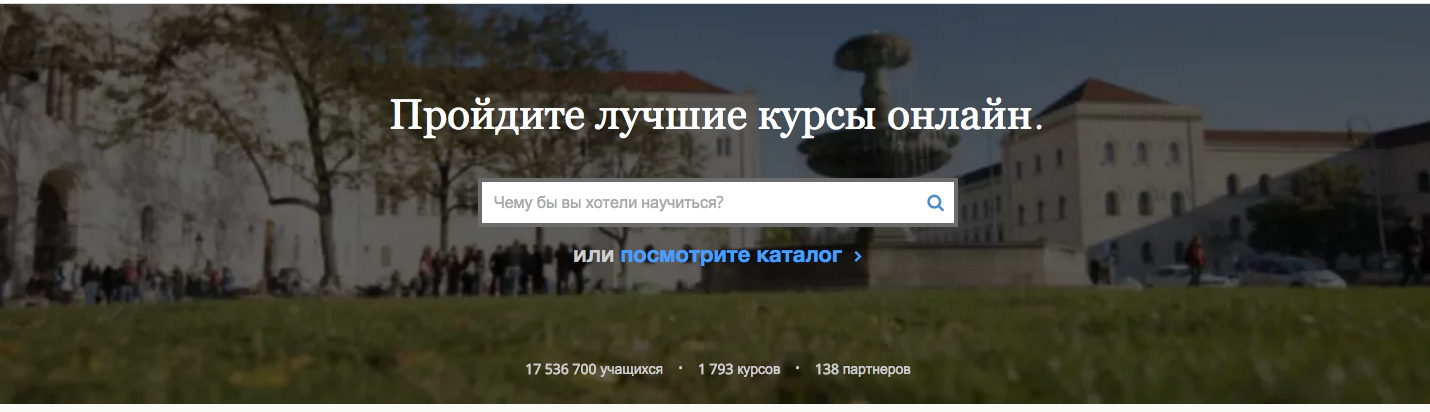 Пройдите лучшие курсы онлайн.
Чему бы вы хотели научиться?
или посмотрите каталог ›
17 536 700 учащихся • 1 793 курсов • 138 партнеров